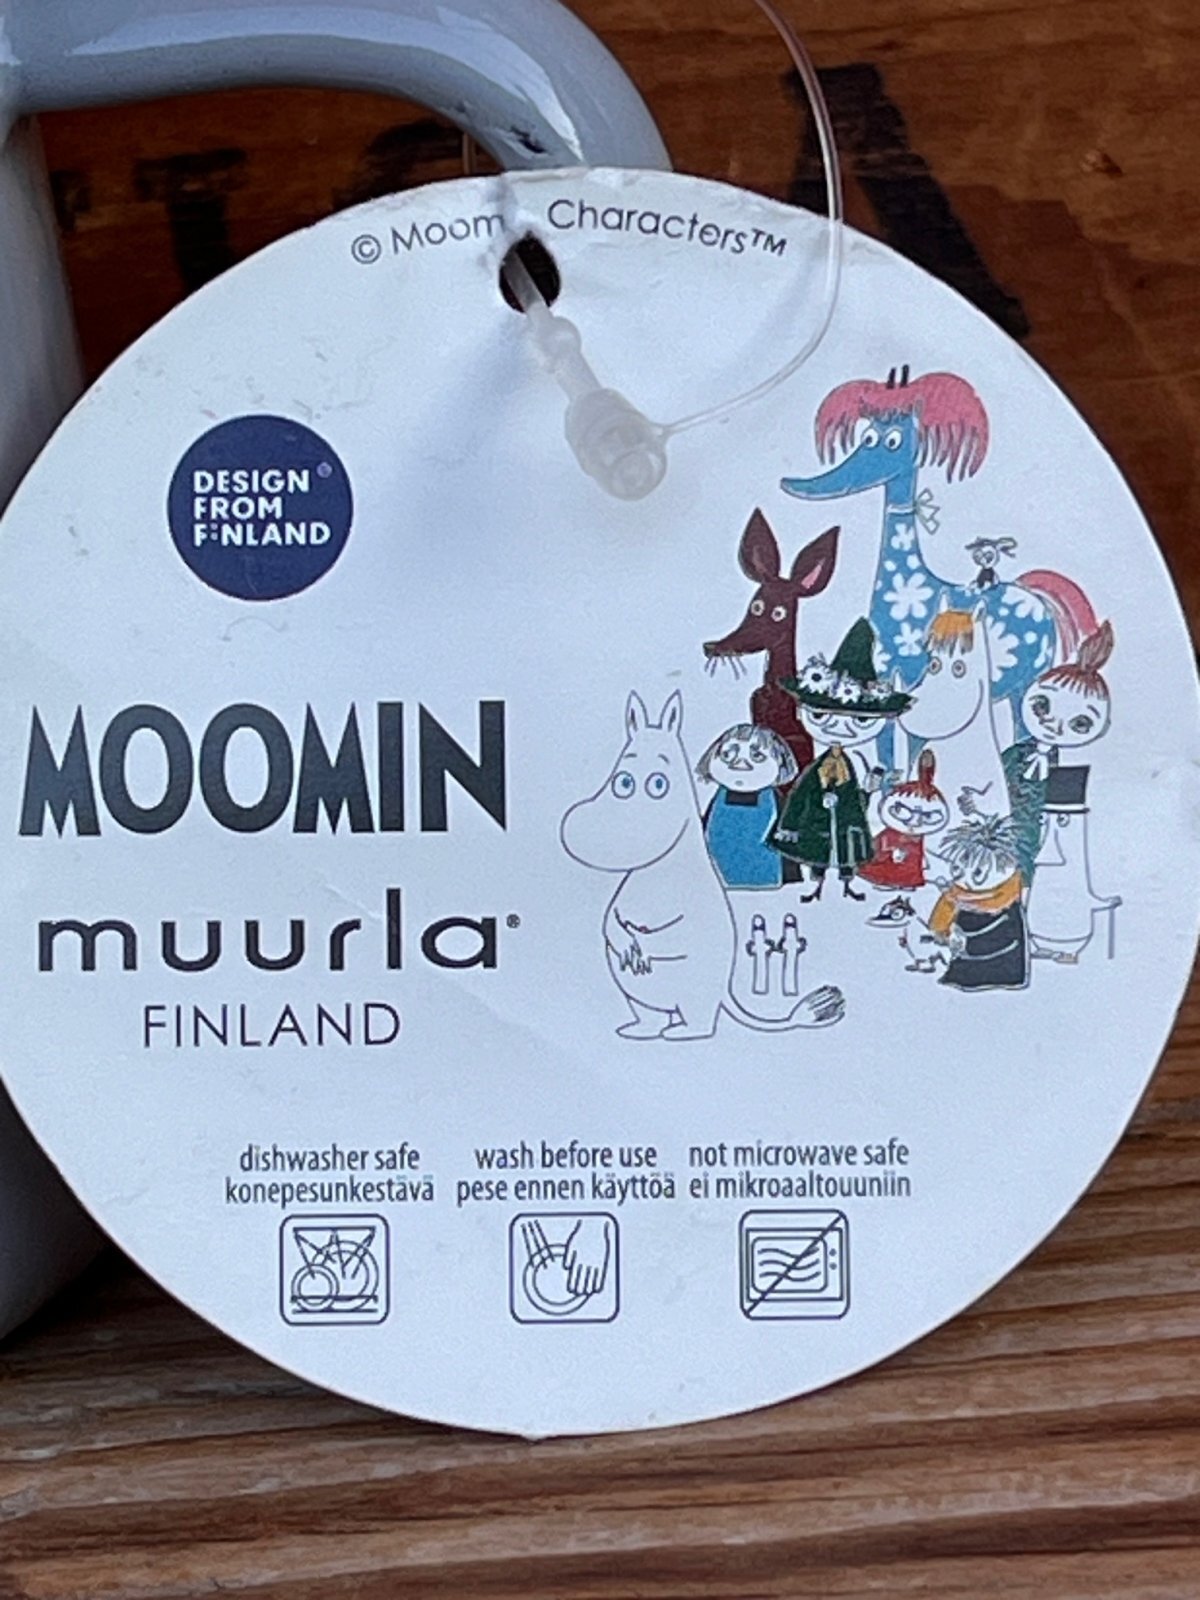 © Moom Characters™
DESIGN
FROM
FINLAND
MOOMIN
muurla®
FINLAND
dishwasher safe
konepesunkestävä
wash before use
pese ennen käyttöä
not microwave safe
ei mikroaaltouuniin